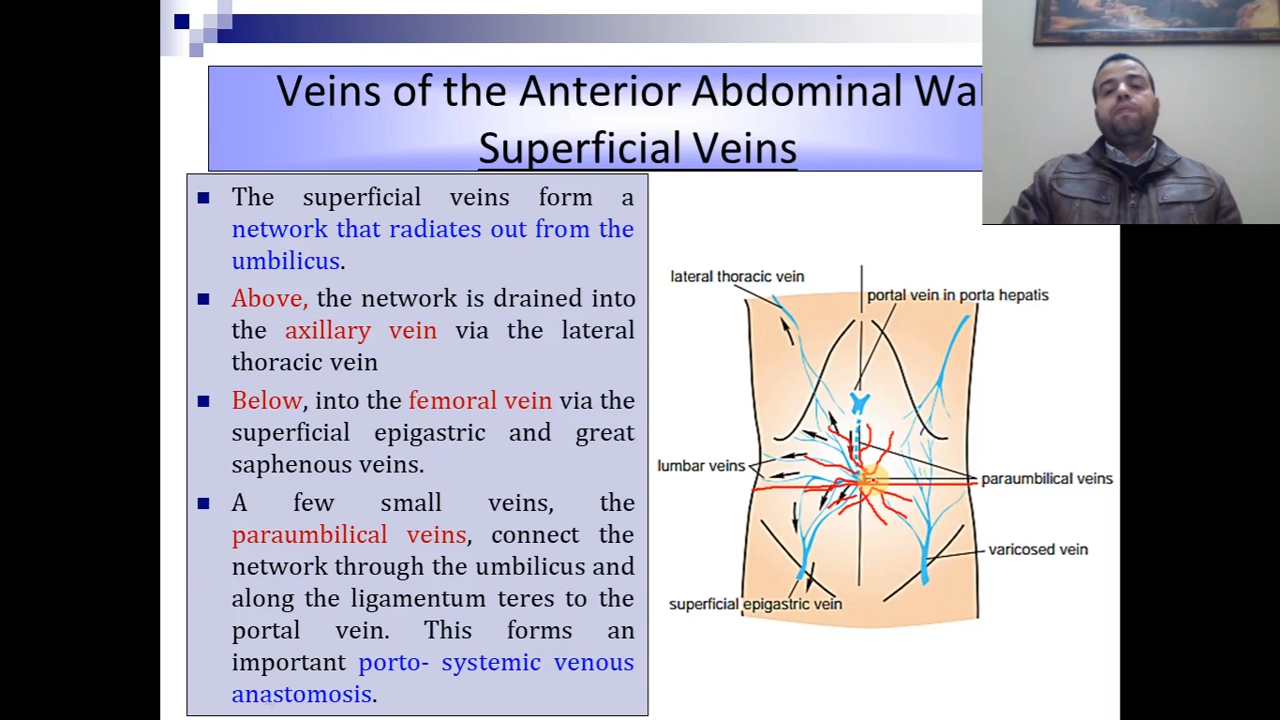 Veins of the Anterior Abdominal Wal
Superficial Veins
The superficial veins form a
network that radiates out from the
umbilicus.
Above, the network is drained into
the axillary vein via the lateral
thoracic vein
Below, into the femoral vein via the
superficial epigastric and great
saphenous veins.
A few small veins, the
paraumbilical veins, connect the
network through the umbilicus and
along the ligamentum teres to the
portal vein. This forms an
important porto- systemic venous
anastomosis.
lateral thoracic vein
portal vein in porta hepatis
lumbar veins
paraumbilical veins
varicosed vein
superficial epigastric vein